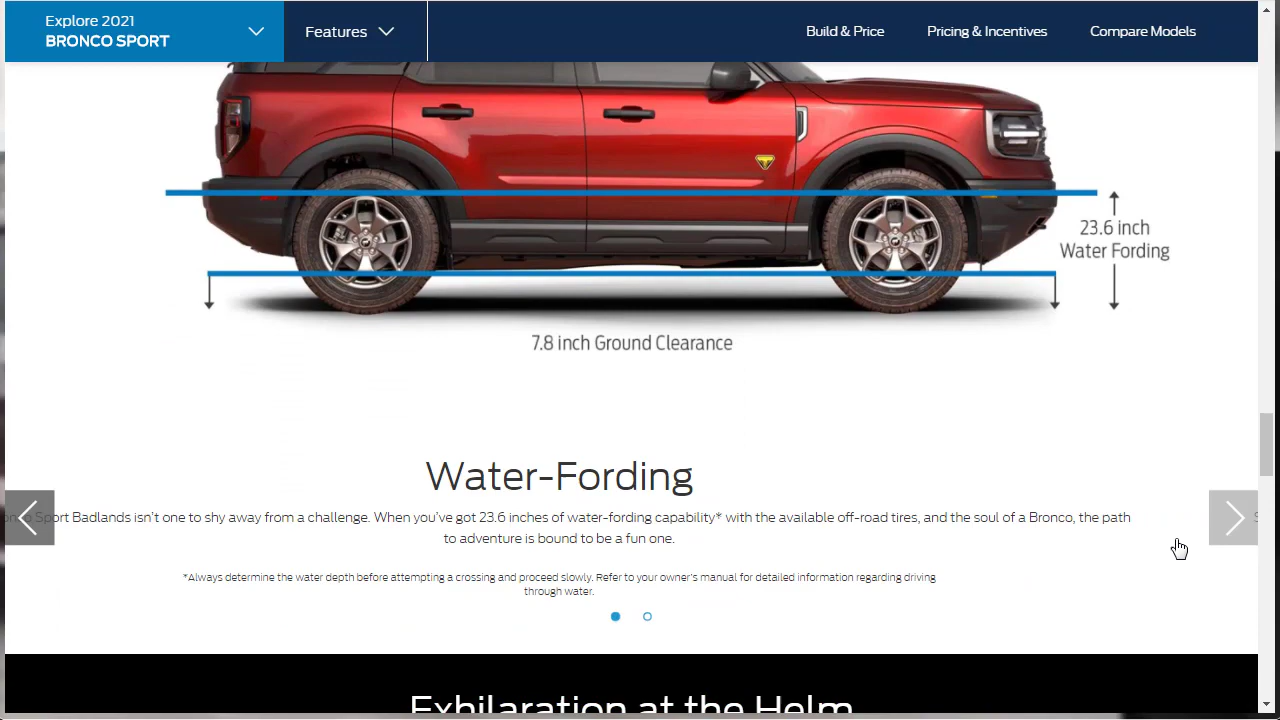 Explore 2021
BRONCO SPORT
Features
Build & Price
Pricing & Incentives
Compare Models
23.6 inch
Water Fording
7.8 inch Ground Clearance
Water-Fording
Sport Badlands isn't one to shy away from a challenge. When you've got 23.6 inches of water-fording capability* with the available off-road tires, and the soul of a Bronco, the path
to adventure is bound to be a fun one.
*Always determine the water depth before attempting a crossing and proceed slowly. Refer to your owner's manual for detailed information regarding driving
through water.
Exhilaration at the Helm